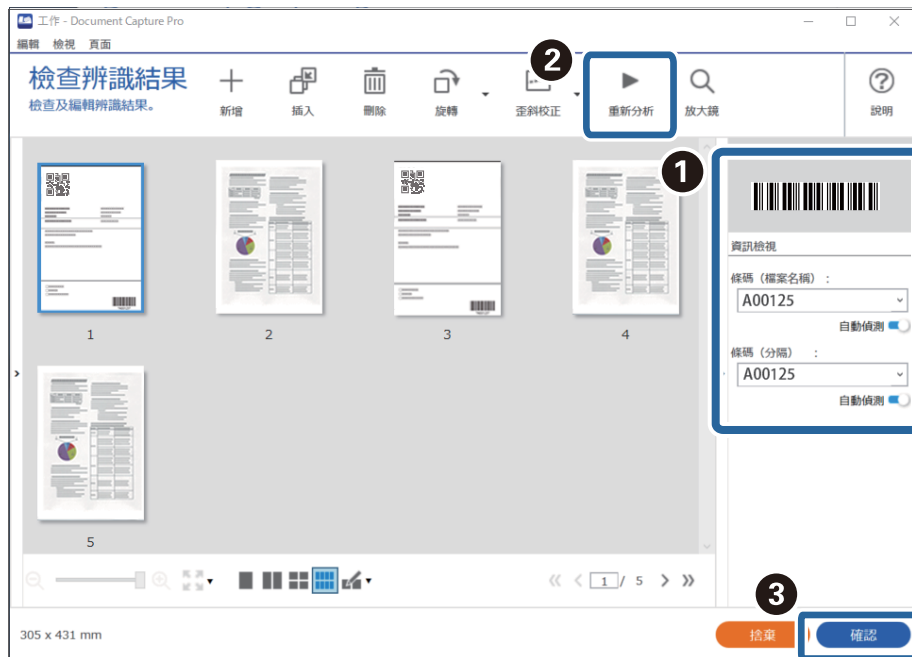 工作 - Document Capture Pro
編輯 檢視 頁面
檢查辨識結果
檢查及編輯辨識結果。
新增
插入
刪除
旋轉
歪斜校正
重新分析
放大鏡
說明
2
1
資訊檢視
條碼（檔案名稱）：
A00125
自動偵測
條碼（分隔） ：
A00125
自動偵測
1
2
3
4
5
1 / 5
3
305 x 431 mm
捨棄
確認